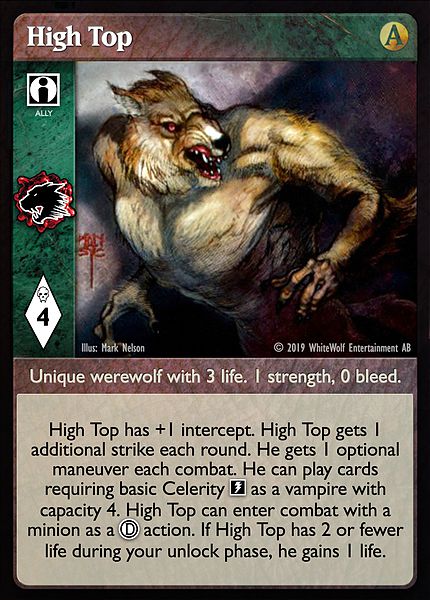 High Top
A
ALLY
4
Illus: Mark Nelson © 2019 WhiteWolf Entertainment AB
Unique werewolf with 3 life. 1 strength, 0 bleed.
High Top has +1 intercept. High Top gets 1
additional strike each round. He gets 1 optional
maneuver each combat. He can play cards
requiring basic Celerity as a vampire with
capacity 4. High Top can enter combat with a
minion as a D action. If High Top has 2 or fewer
life during your unlock phase, he gains 1 life.